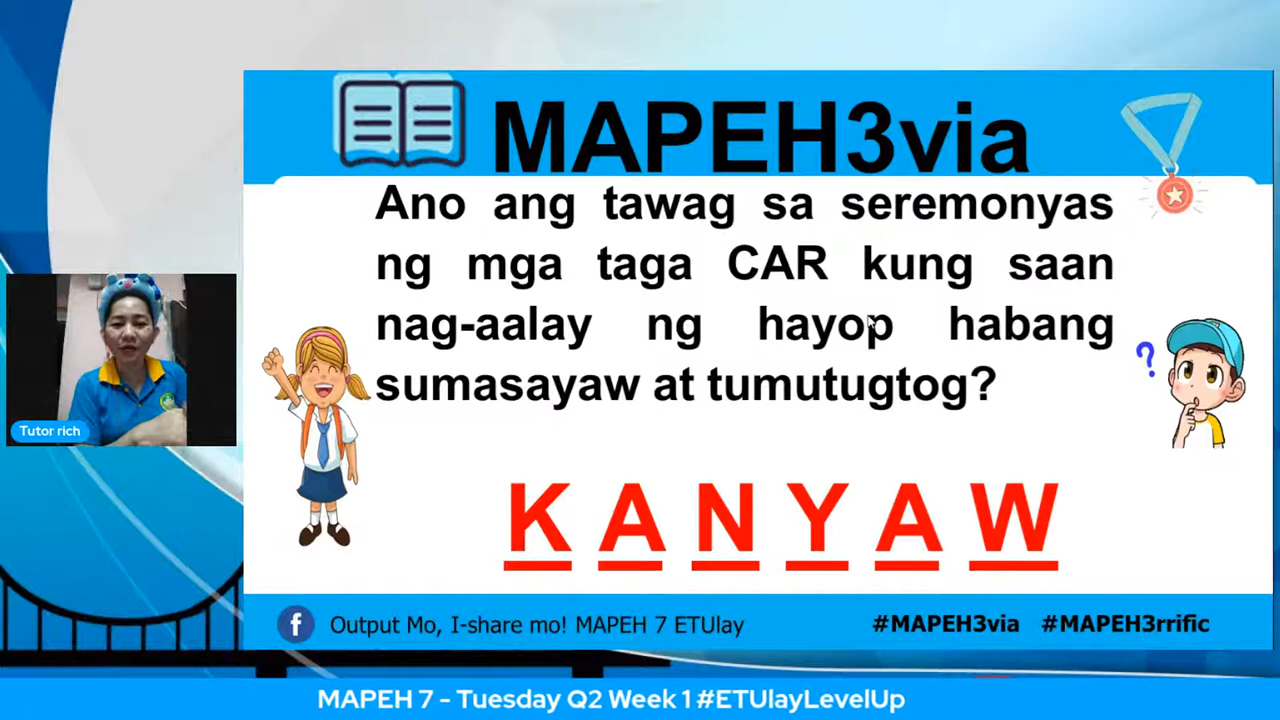 MAPEH3via
Ano ang tawag sa seremonyas
ng mga taga CAR kung saan
nag-aalay ng hayop habang
sumasayaw at tumutugtog?
?
KANYAW
Tutor rich
f Output Mo, I-share mo! MAPEH 7 ETUlay #MAPEH3via #MAPEH3rrific
MAPEH 7 - Tuesday Q2 Week 1 #ETUlayLevelUp